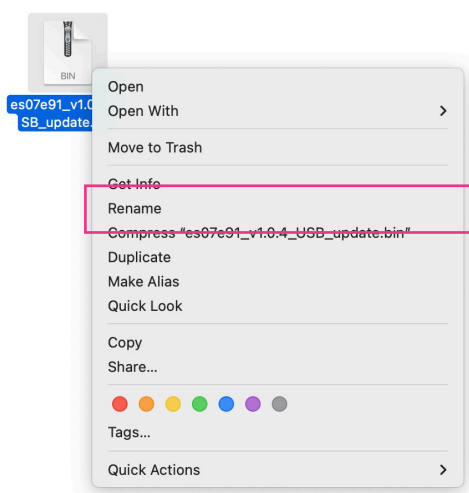 BIN
es07e91_v1.0
SB_update.
Open
Open With
Move to Trash
Get Info
Rename
Compress “es07e91_v1.0.4_USB_update.bin”
Duplicate
Make Alias
Quick Look
Copy
Share...
Tags...
Quick Actions